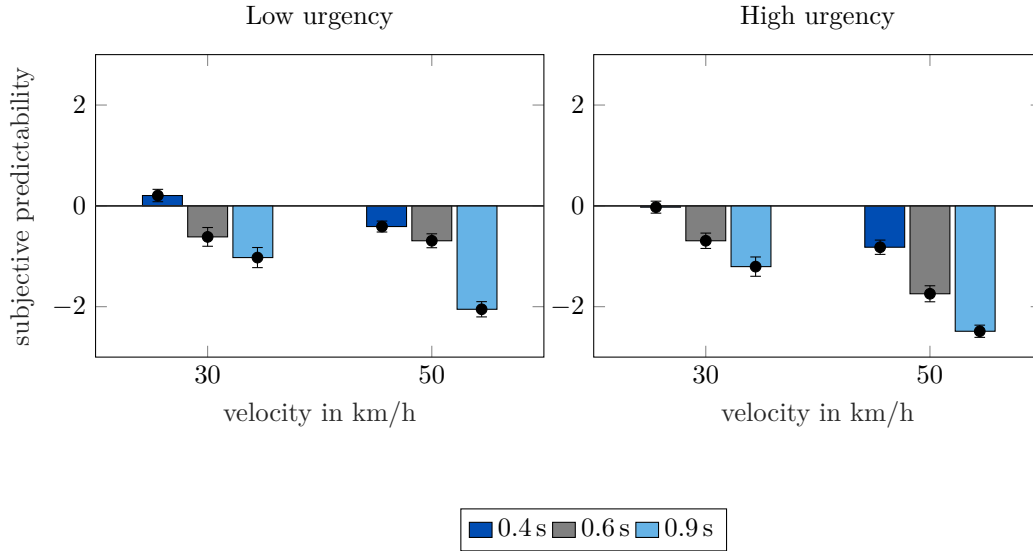 Low urgency
High urgency
subjective predictability
2
0
−2
30
50
velocity in km/h
2
0
−2
30
50
velocity in km/h
0.4 s
0.6 s
0.9 s